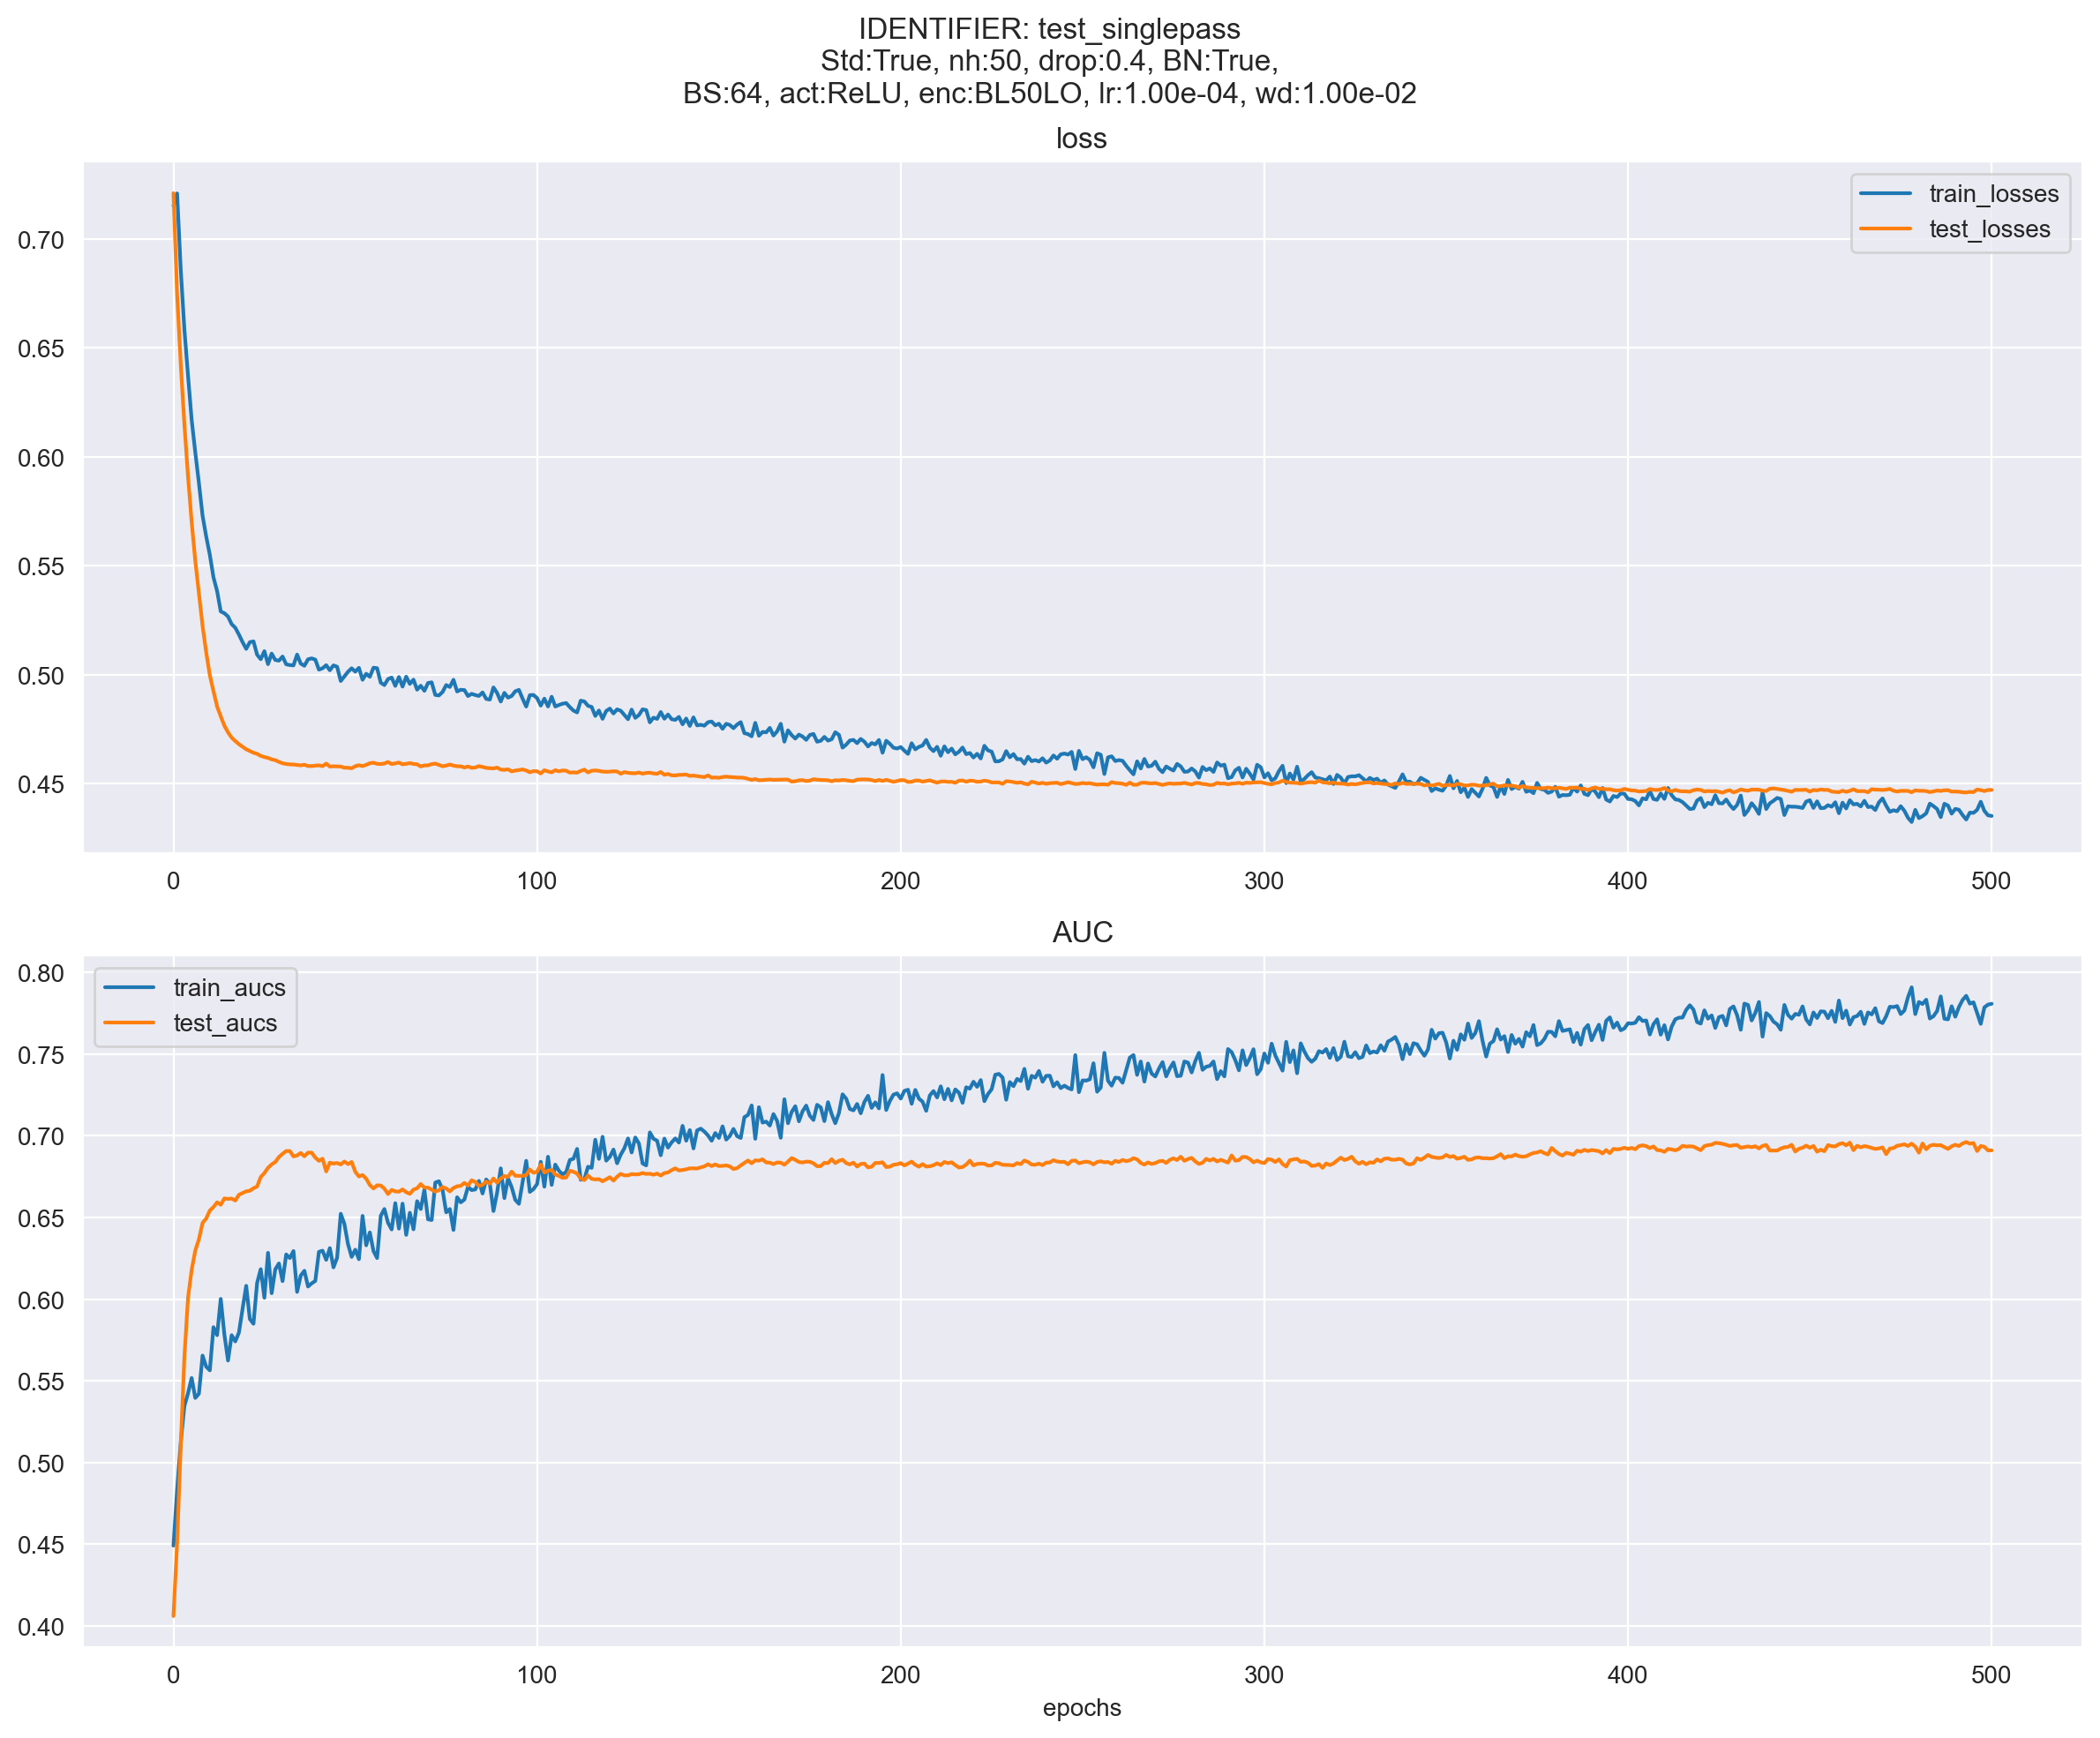 IDENTIFIER: test_singlepass
Std:True, nh:50, drop:0.4, BN:True,
BS:64, act:ReLU, enc:BL50LO, lr:1.00e-04, wd:1.00e-02
loss
train_losses
test_losses
0.70
0.65
0.60
0.55
0.50
0.45
0 100 200 300 400 500
AUC
train_aucs
test_aucs
0.80
0.75
0.70
0.65
0.60
0.55
0.50
0.45
0.40
0 100 200 300 400 500
epochs